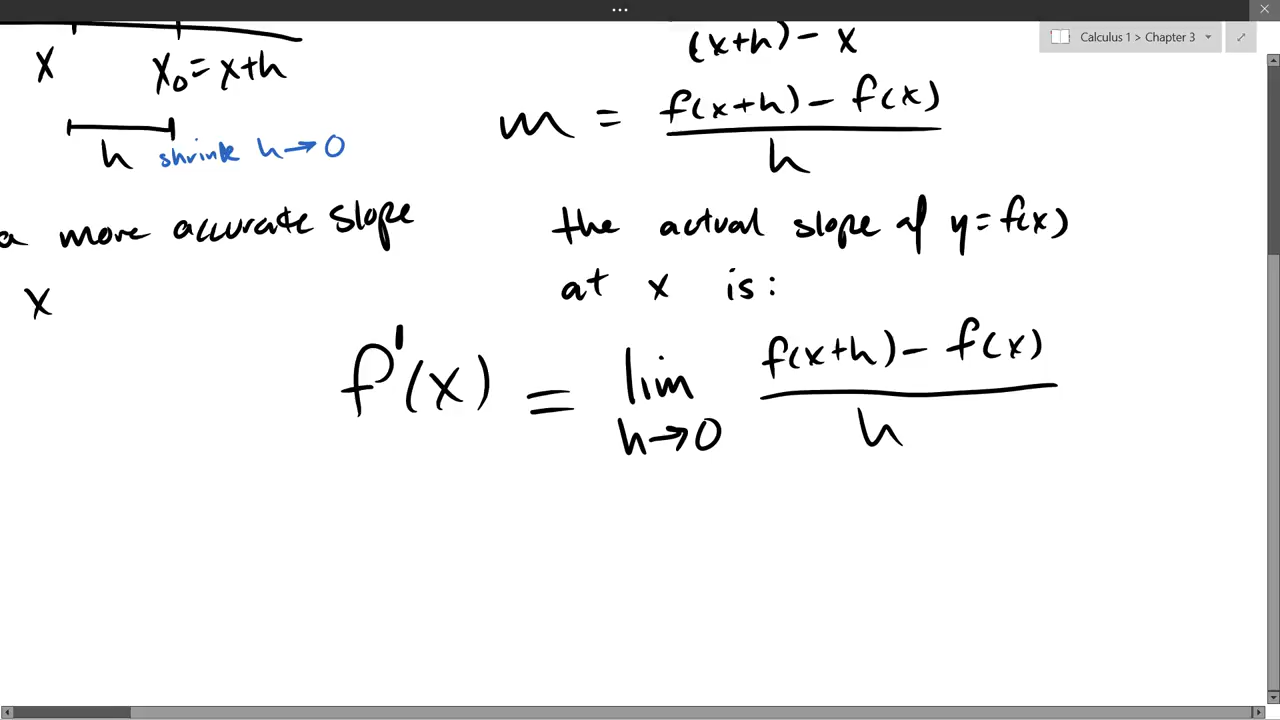 Calculus 1 > Chapter 3
(x+h) - x
x x₀ = x+h
m = f(x+h) - f(x) / h
h shrink h→0
a more accurate slope
the actual slope of y = f(x)
x
at x is:
f'(x) = lim h→0 f(x+h) - f(x) / h